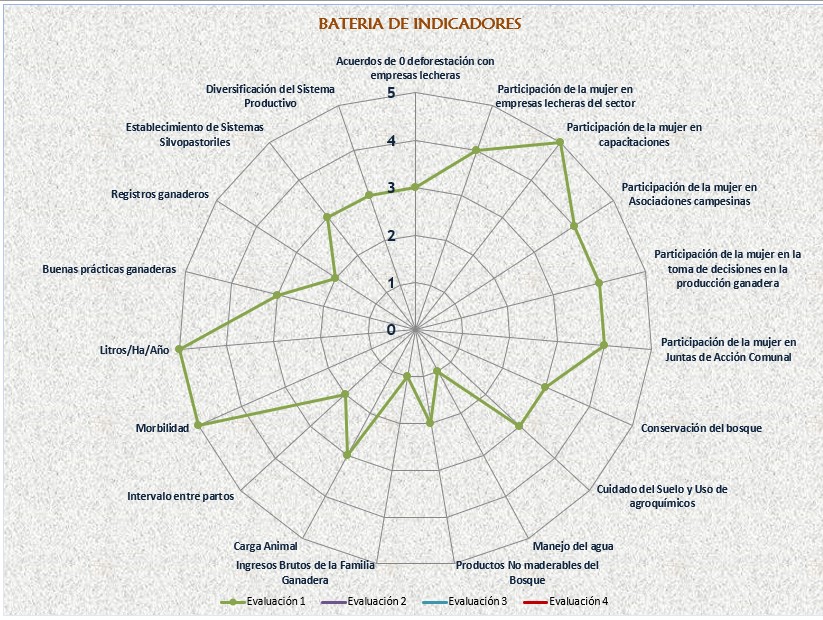 BATERIA DE INDICADORES
Acuerdos de 0 deforestación con
empresas lecheras
Participación de la mujer en
empresas lecheras del sector
Participación de la mujer en
capacitaciones
Participación de la mujer en
Asociaciones campesinas
Participación de la mujer en la
toma de decisiones en la
producción ganadera
Participación de la mujer en
Juntas de Acción Comunal
Conservación del bosque
Cuidado del Suelo y Uso de
agroquímicos
Manejo del agua
Productos No maderables del
Bosque
Ingresos Brutos de la Familia
Ganadera
Carga Animal
Intervalo entre partos
Morbilidad
Litros/Ha/Año
Buenas prácticas ganaderas
Registros ganaderos
Establecimiento de Sistemas
Silvopastoriles
Diversificación del Sistema
Productivo
5
4
3
2
1
0
Evaluación 1 Evaluación 2 Evaluación 3 Evaluación 4